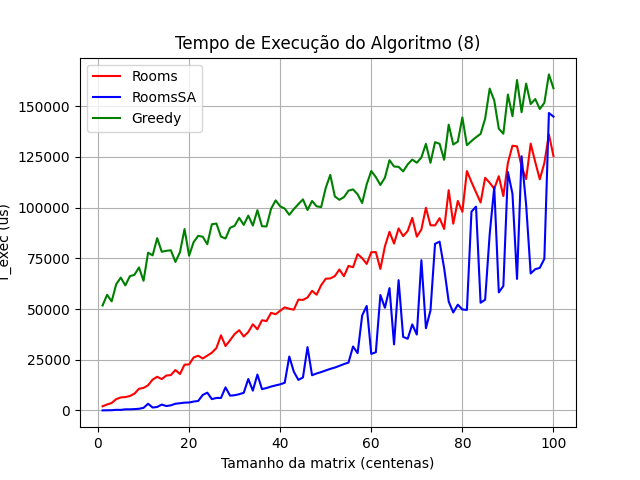 Tempo de Execução do Algoritmo (8)
Rooms
RoomsSA
Greedy
150000
125000
100000
75000
50000
25000
0
T_exec (us)
0 20 40 60 80 100
Tamanho da matrix (centenas)